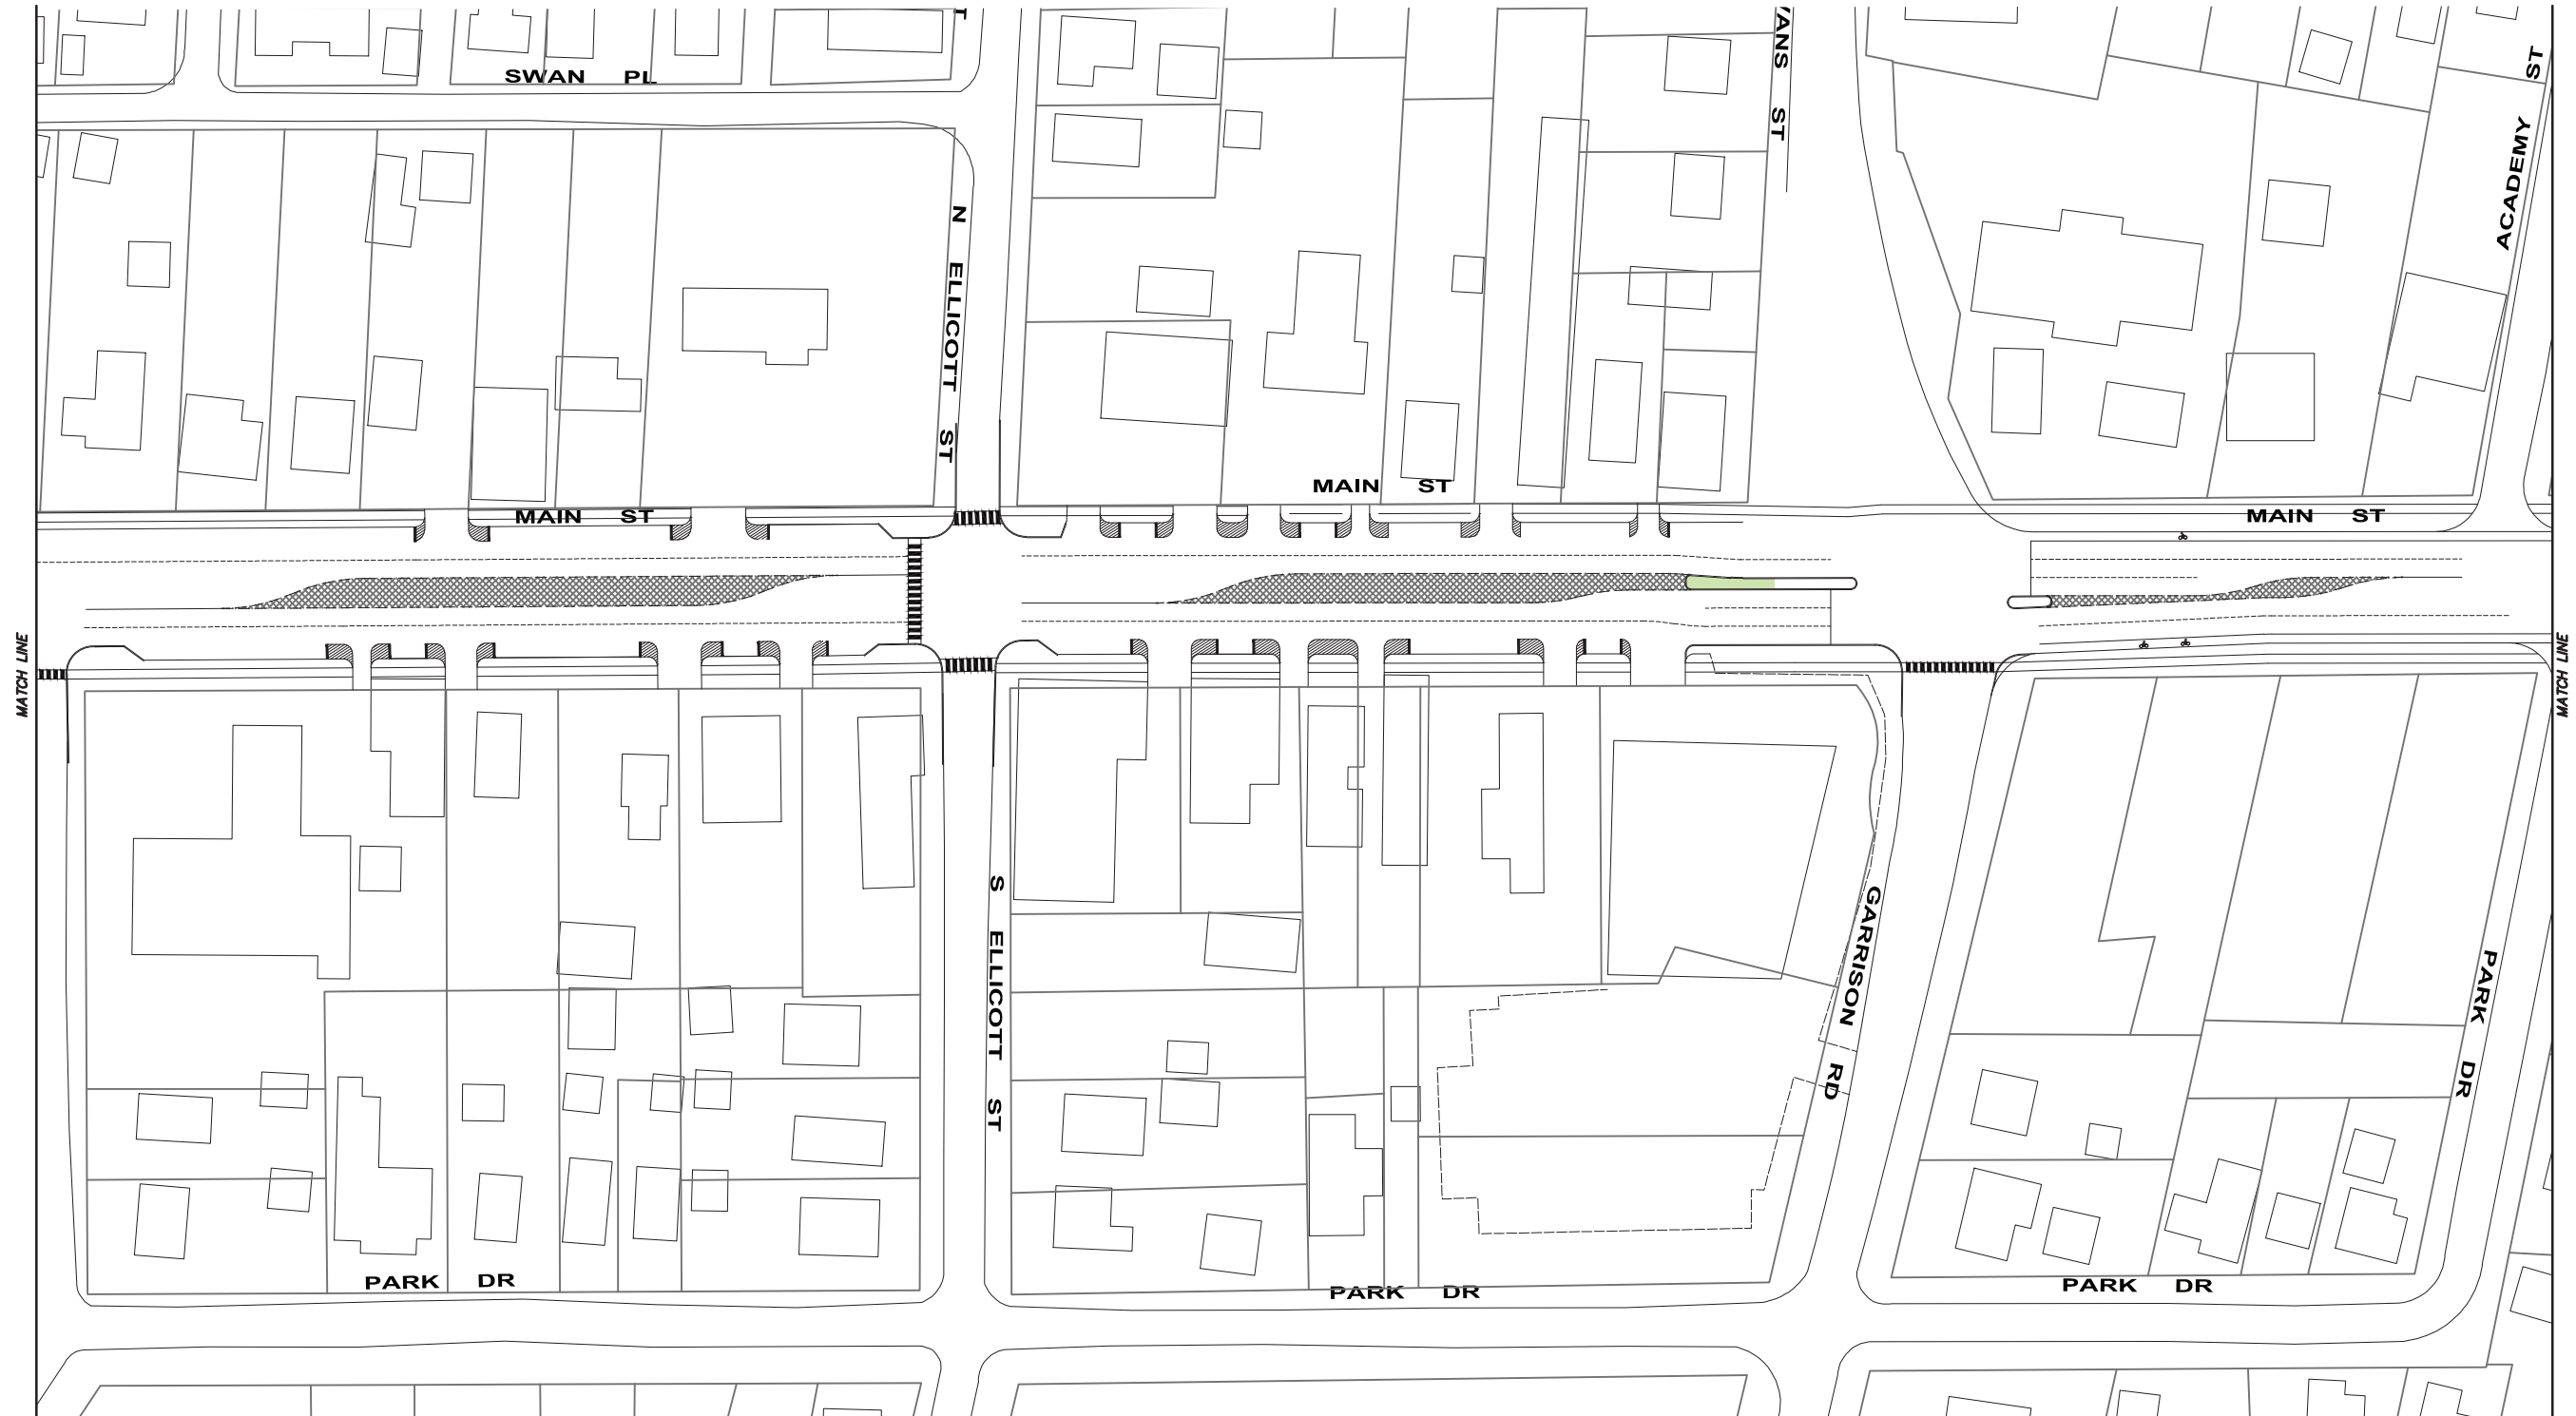 SWAN PL
VANS ST
ACADEMY ST
N ELLICOTT ST
MAIN ST
MAIN ST
MAIN ST
MATCH LINE
MATCH LINE
S ELLICOTT ST
GARRISON RD
PARK DR
PARK DR
PARK DR
PARK DR